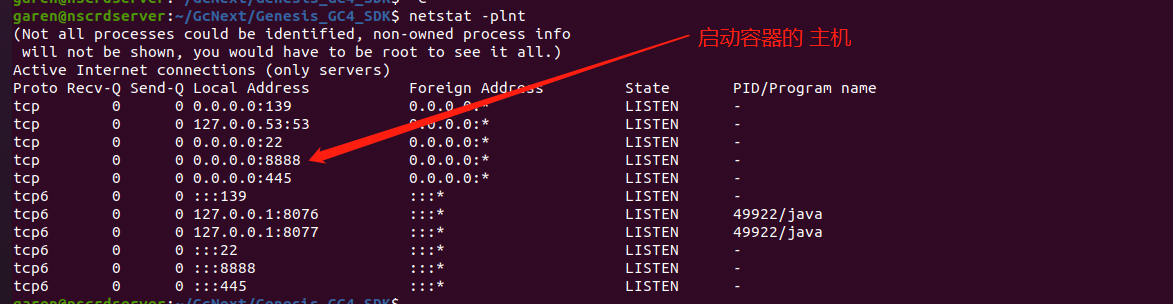 garen@nscrdserver:~/GcNext/Genesis_GC4_SDK$ netstat -plnt
(Not all processes could be identified, non-owned process info
 will not be shown, you would have to be root to see it all.)
启动容器的 主机
Active Internet connections (only servers)
Proto Recv-Q Send-Q Local Address           Foreign Address         State       PID/Program name
tcp        0      0 0.0.0.0:139             0.0.0.0:*               LISTEN      -
tcp        0      0 127.0.0.53:53           0.0.0.0:*               LISTEN      -
tcp        0      0 0.0.0.0:22              0.0.0.0:*               LISTEN      -
tcp        0      0 0.0.0.0:8888            0.0.0.0:*               LISTEN      -
tcp        0      0 0.0.0.0:445             0.0.0.0:*               LISTEN      -
tcp6       0      0 :::139                  :::*                    LISTEN      -
tcp6       0      0 127.0.0.1:8076          :::*                    LISTEN      49922/java
tcp6       0      0 127.0.0.1:8077          :::*                    LISTEN      49922/java
tcp6       0      0 :::22                   :::*                    LISTEN      -
tcp6       0      0 :::8888                 :::*                    LISTEN      -
tcp6       0      0 :::445                  :::*                    LISTEN      -
garen@nscrdserver:~/GcNext/Genesis_GC4_SDK$